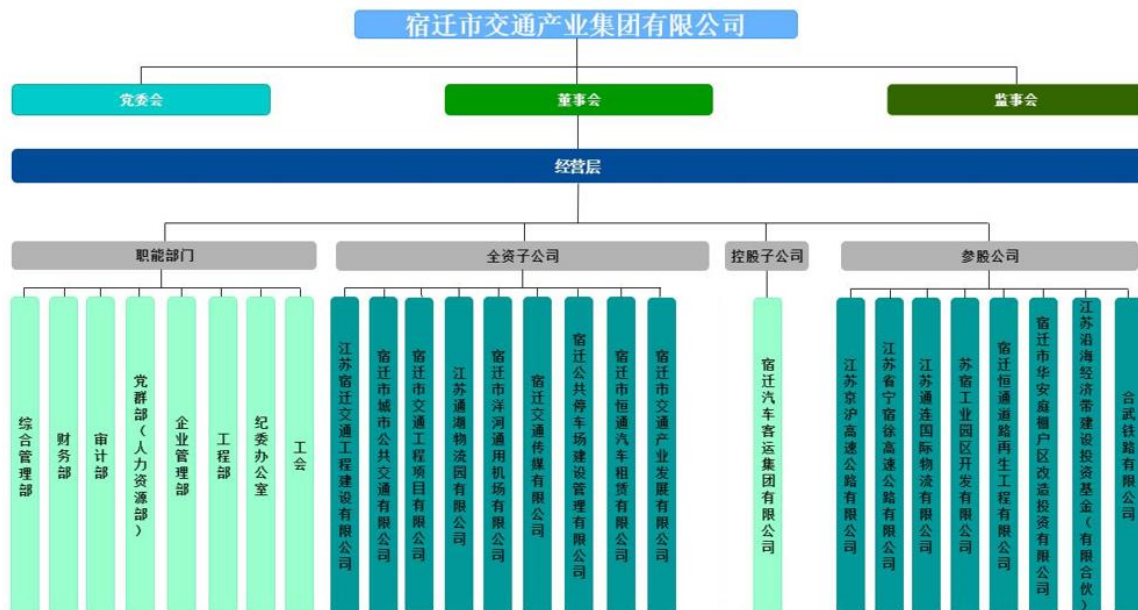 宿迁市交通产业集团有限公司
党委会
董事会
监事会
经营层
职能部门
全资子公司
控股子公司
参股公司
综合管理部
财务部
审计部
党群部（人力资源部）
企业管理部
工程部
纪委办公室
工会
江苏宿迁交通工程建设有限公司
宿迁市城市公共交通有限公司
宿迁市交通工程项目有限公司
江苏通湖物流园有限公司
宿迁市洋河通用机场有限公司
宿迁交通传媒有限公司
宿迁公共停车场建设管理有限公司
宿迁市恒通汽车租赁有限公司
宿迁市交通产业发展有限公司
宿迁汽车客运集团有限公司
江苏京沪高速公路有限公司
江苏省宁宿徐高速公路有限公司
江苏通连国际物流有限公司
苏宿工业园区开发有限公司
宿迁恒通道路再生工程有限公司
宿迁市华安庭棚户区改造投资有限公司
江苏沿海经济带建设投资基金（有限合伙）
合武铁路有限公司